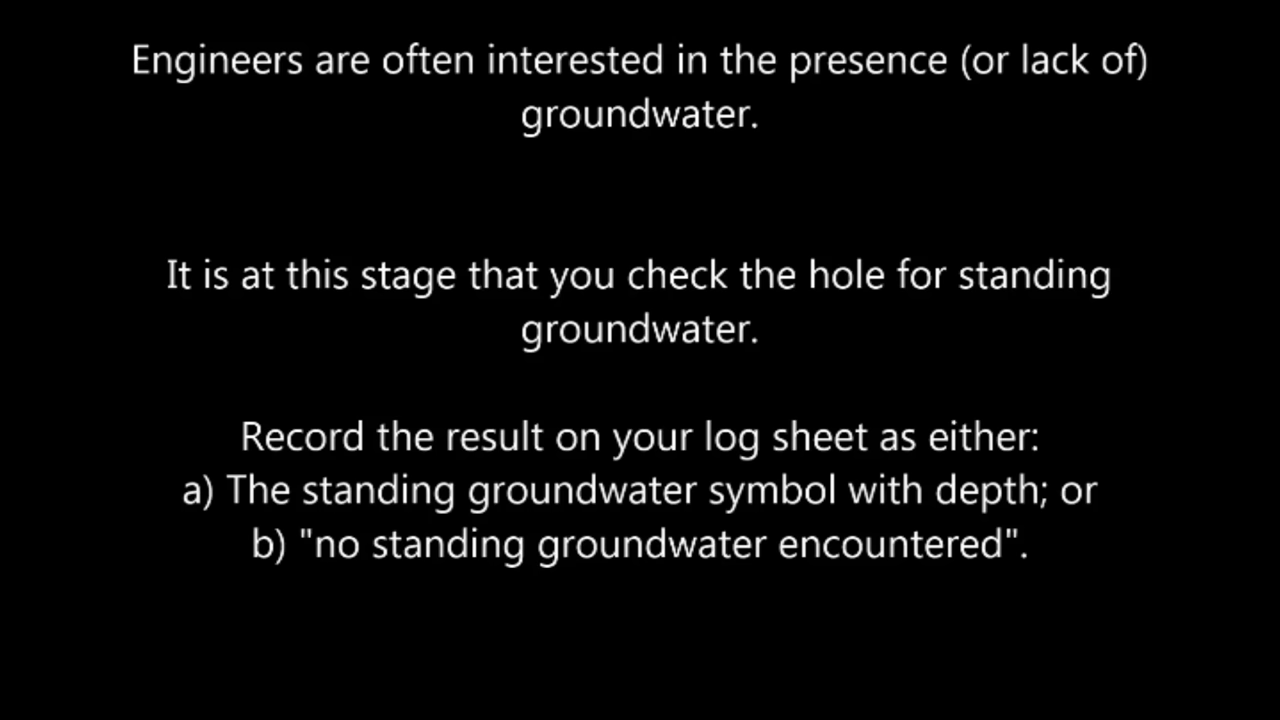 Engineers are often interested in the presence (or lack of)
groundwater.
It is at this stage that you check the hole for standing
groundwater.
Record the result on your log sheet as either:
a) The standing groundwater symbol with depth; or
b) "no standing groundwater encountered".